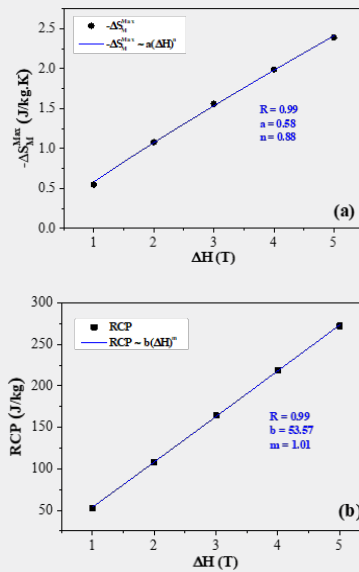 2.5
2.0
1.5
1.0
0.5
0.0
-ΔS_M^Max (J/kg.K)
-ΔS_M^Max
-ΔS_M^Max ~ a(ΔH)^n
R = 0.99
a = 0.58
n = 0.88
(a)
1 2 3 4 5
ΔH (T)
300
250
200
150
100
50
RCP (J/kg)
RCP
RCP ~ b(ΔH)^m
R = 0.99
b = 53.57
m = 1.01
(b)
1 2 3 4 5
ΔH (T)